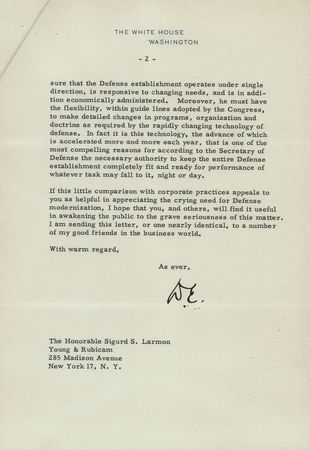 THE WHITE HOUSE
WASHINGTON
- 2 -
sure that the Defense establishment operates under single
direction, is responsive to changing needs, and is in addi-
tion economically administered. Moreover, he must have
the flexibility, within guide lines adopted by the Congress,
to make detailed changes in programs, organization and
doctrine as required by the rapidly changing technology of
defense. In fact it is this technology, the advance of which
is accelerated more and more each year, that is one of the
most compelling reasons for according to the Secretary of
Defense the necessary authority to keep the entire Defense
establishment completely fit and ready for performance of
whatever task may fall to it, night or day.
If this little comparison with corporate practices appeals to
you as helpful in appreciating the crying need for Defense
modernization, I hope that you, and others, will find it useful
in awakening the public to the grave seriousness of this matter.
I am sending this letter, or one nearly identical, to a number
of my good friends in the business world.
With warm regard,
As ever,
D.E.
The Honorable Sigurd S. Larmon
Young & Rubicam
285 Madison Avenue
New York 17, N. Y.